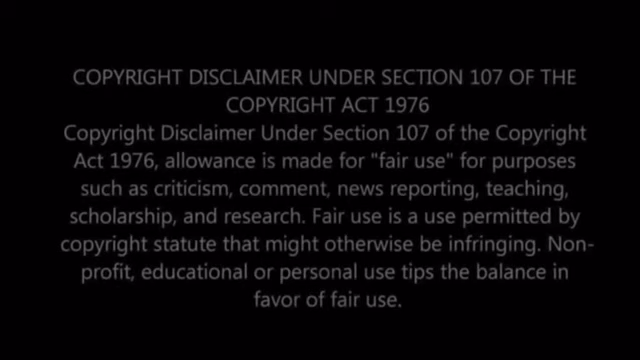 COPYRIGHT DISCLAIMER UNDER SECTION 107 OF THE
COPYRIGHT ACT 1976
Copyright Disclaimer Under Section 107 of the Copyright
Act 1976, allowance is made for "fair use" for purposes
such as criticism, comment, news reporting, teaching,
scholarship, and research. Fair use is a use permitted by
copyright statute that might otherwise be infringing. Non-
profit, educational or personal use tips the balance in
favor of fair use.